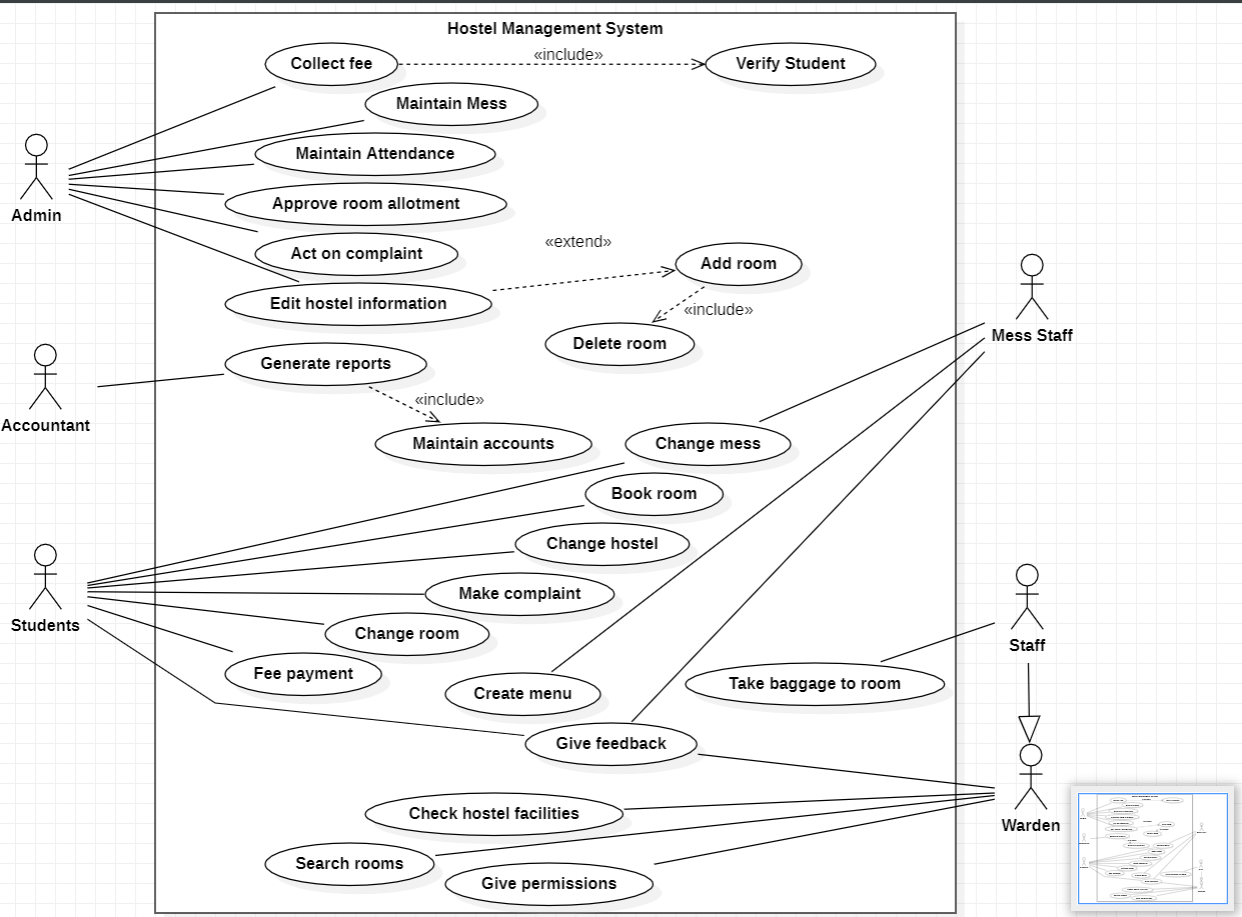 Hostel Management System
Collect fee
«include»
Verify Student
Maintain Mess
Maintain Attendance
Admin
Approve room allotment
Act on complaint
«extend»
Add room
Edit hostel information
«include»
Mess Staff
Delete room
Generate reports
«include»
Accountant
Maintain accounts
Change mess
Book room
Change hostel
Make complaint
Students
Change room
Staff
Fee payment
Create menu
Take baggage to room
Give feedback
Check hostel facilities
Warden
Search rooms
Give permissions